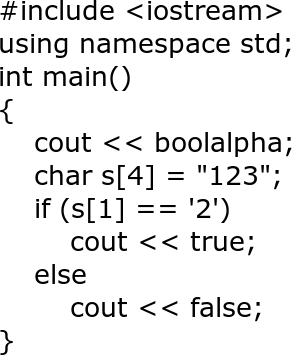 #include <iostream>
using namespace std;
int main()
{
    cout << boolalpha;
    char s[4] = "123";
    if (s[1] == '2')
        cout << true;
    else
        cout << false;
}